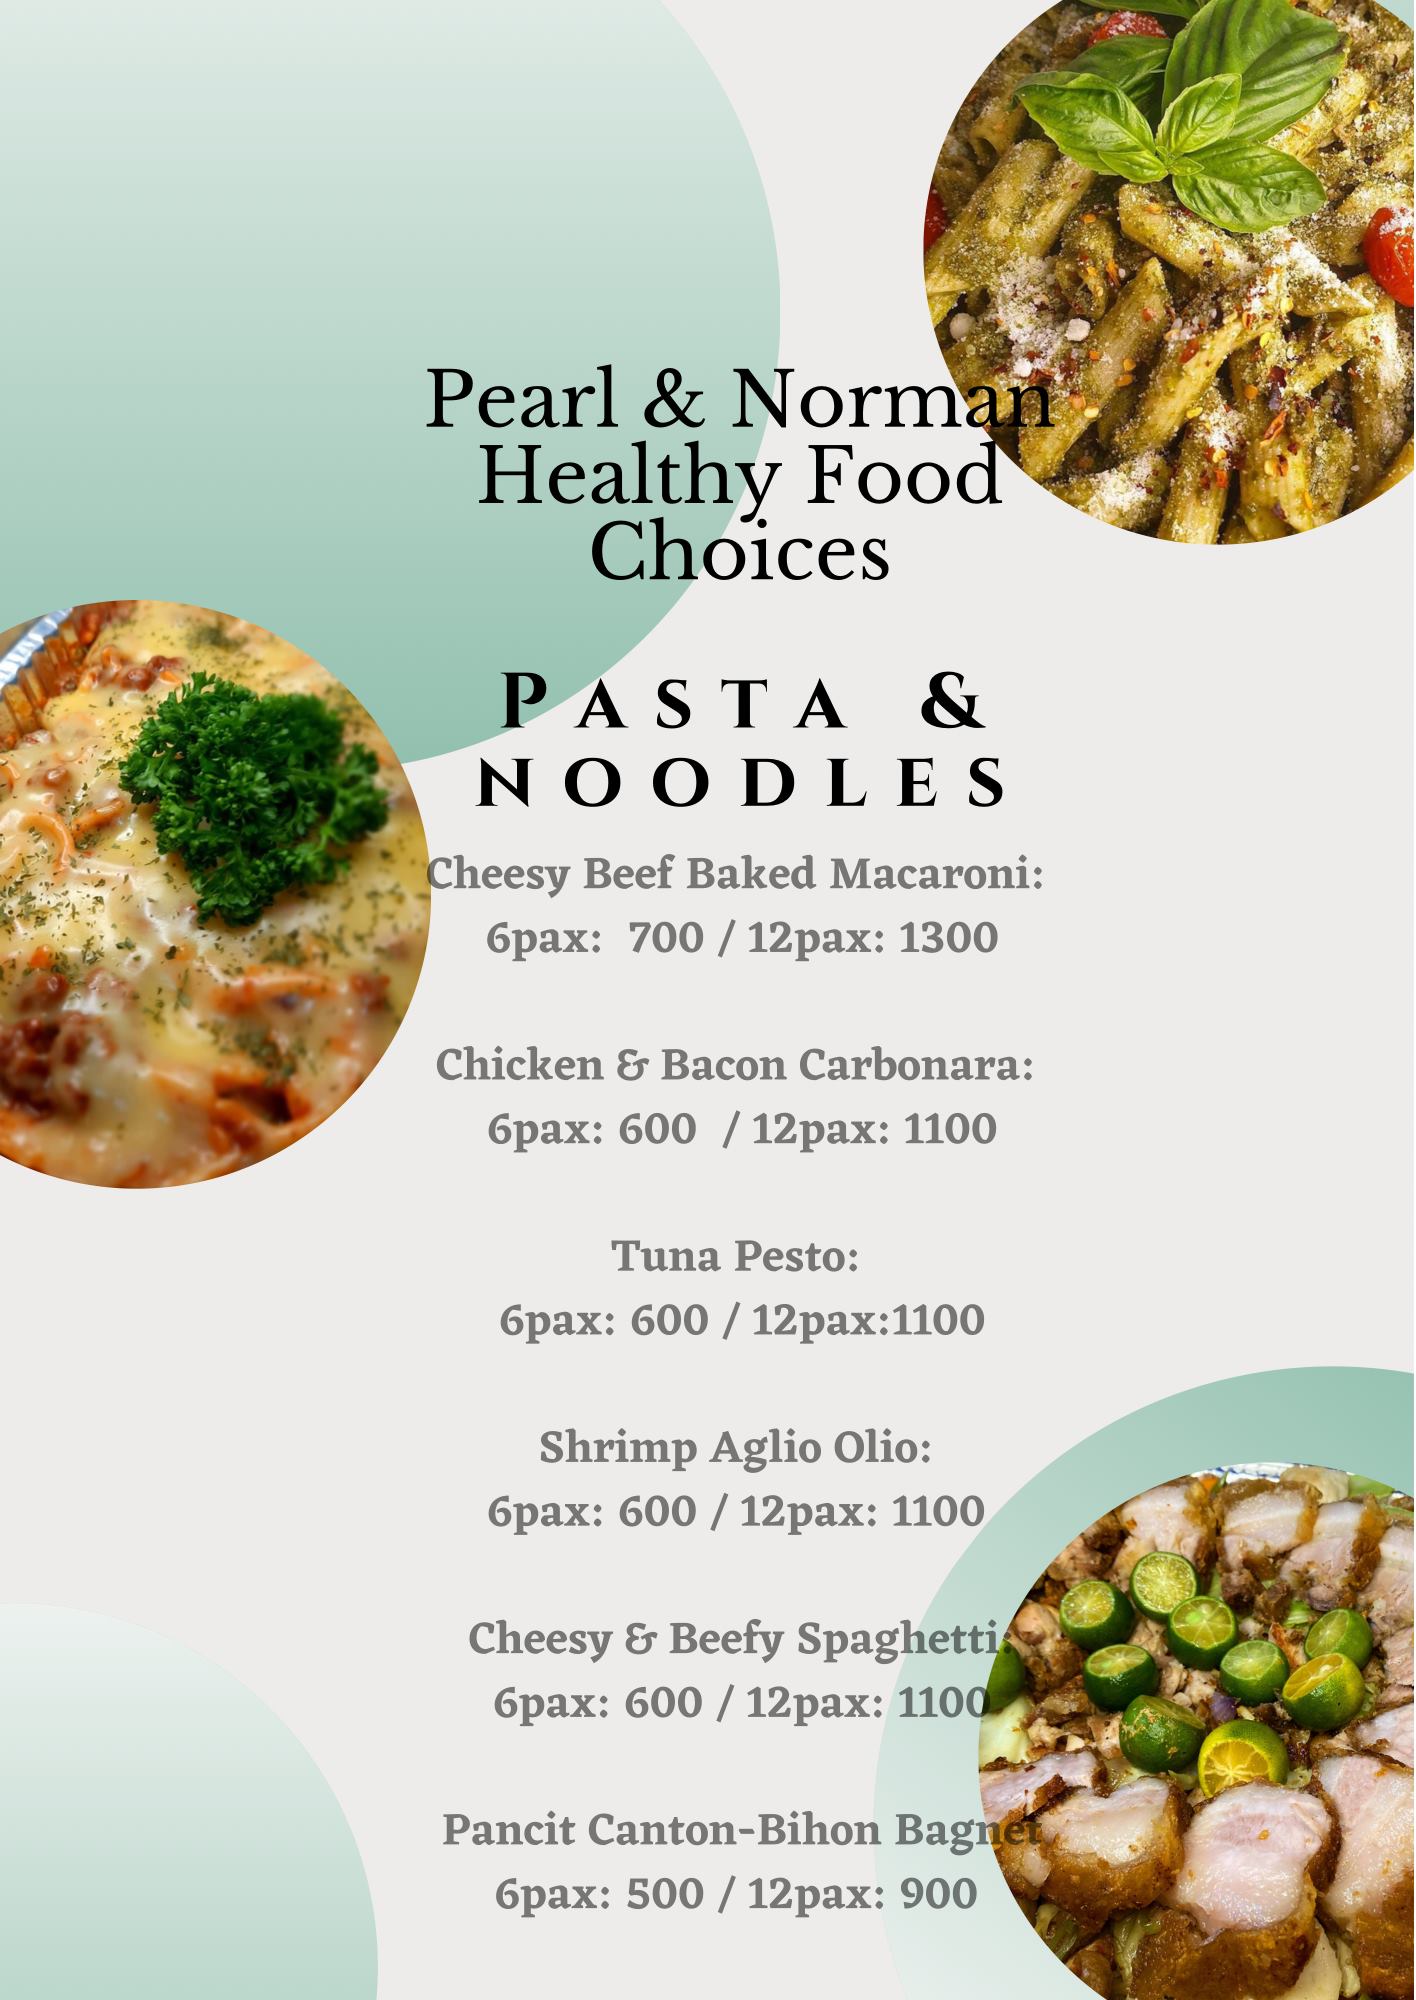 Pearl & Norman
Healthy Food
Choices
PASTA &
NOODLES
Cheesy Beef Baked Macaroni:
6pax:  700 / 12pax: 1300
Chicken & Bacon Carbonara:
6pax: 600  / 12pax: 1100
Tuna Pesto:
6pax: 600 / 12pax:1100
Shrimp Aglio Olio:
6pax: 600 / 12pax: 1100
Cheesy & Beefy Spaghetti:
6pax: 600 / 12pax: 1100
Pancit Canton-Bihon Bagnet
6pax: 500 / 12pax: 900